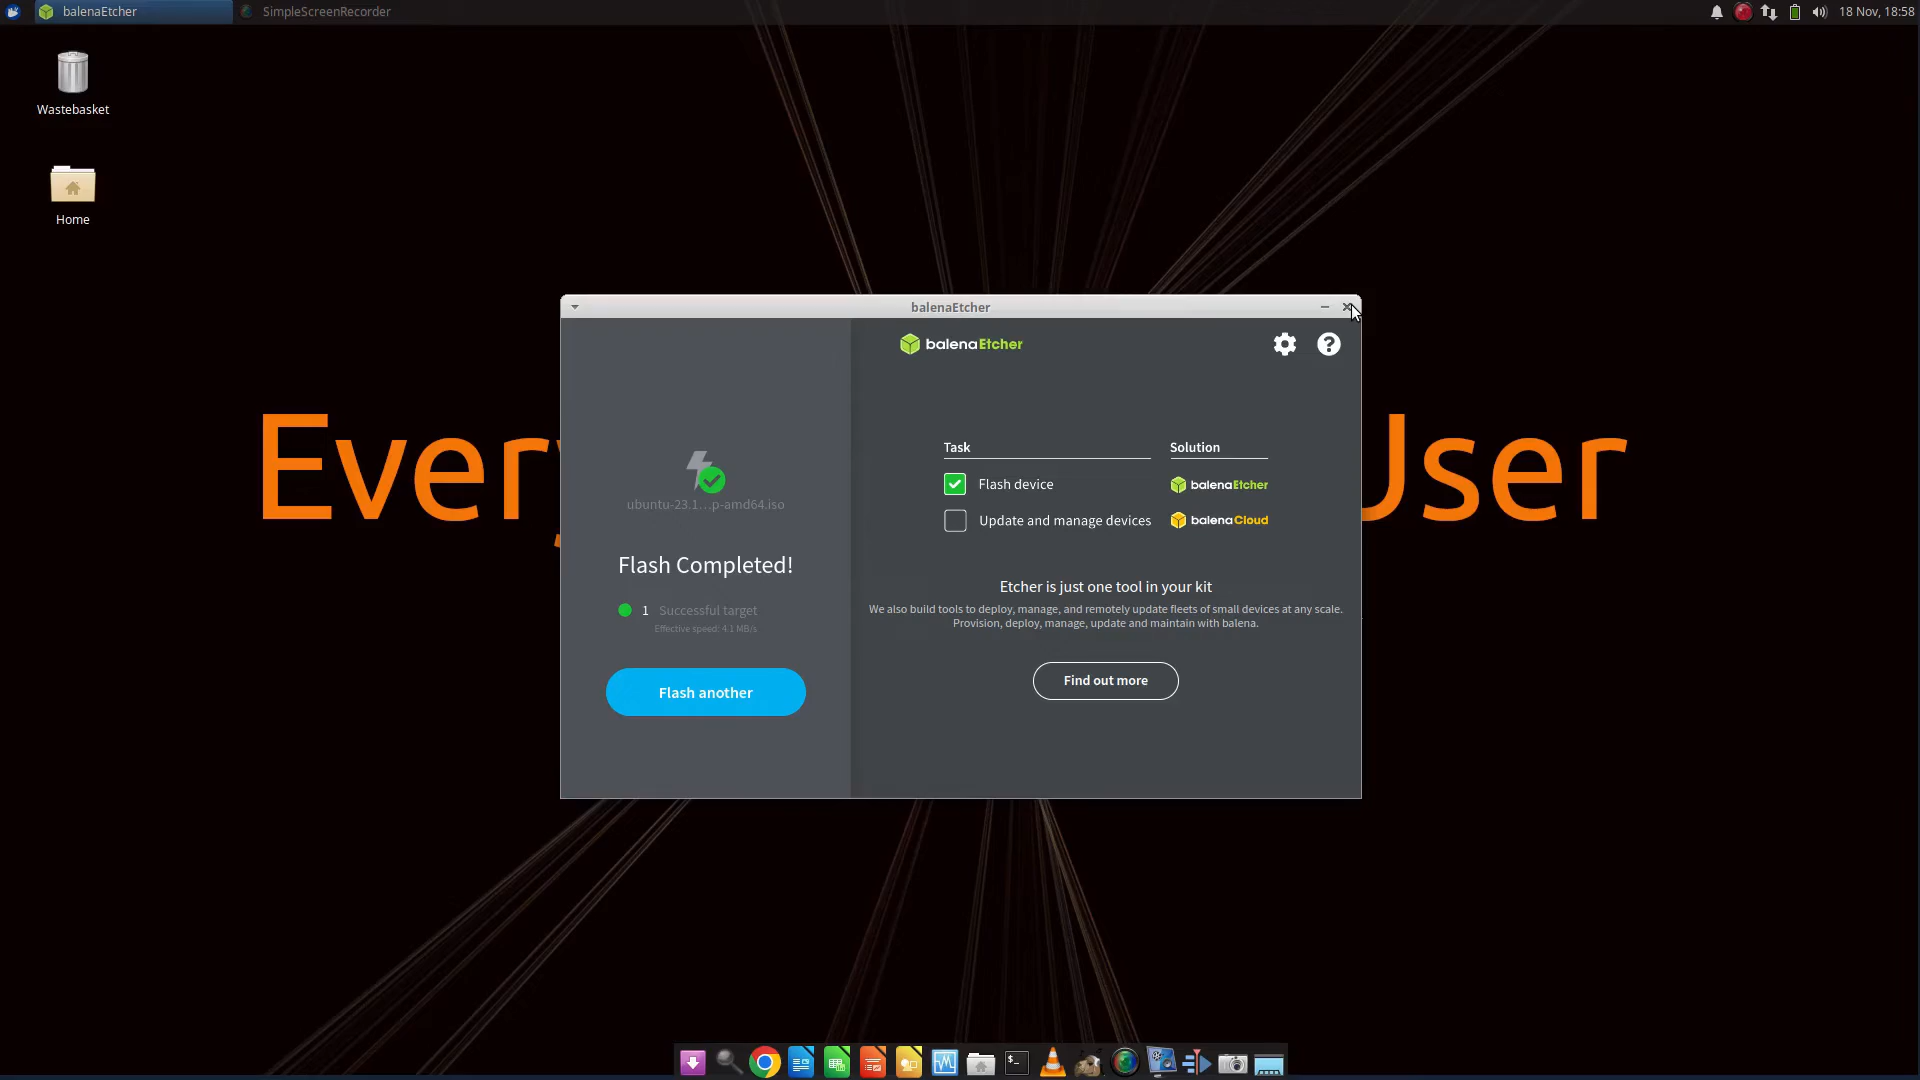 balenaEtcher
SimpleScreenRecorder
18 Nov, 18:58
Wastebasket
Home
Every
User
balenaEtcher
balenaEtcher
Task
Solution
Flash device
balenaEtcher
Update and manage devices
balenaCloud
ubuntu-23.1...p-amd64.iso
Flash Completed!
1 Successful target
Effective speed: 4.1 MB/s
Flash another
Etcher is just one tool in your kit
We also build tools to deploy, manage, and remotely update fleets of small devices at any scale.
Provision, deploy, manage, update and maintain with balena.
Find out more